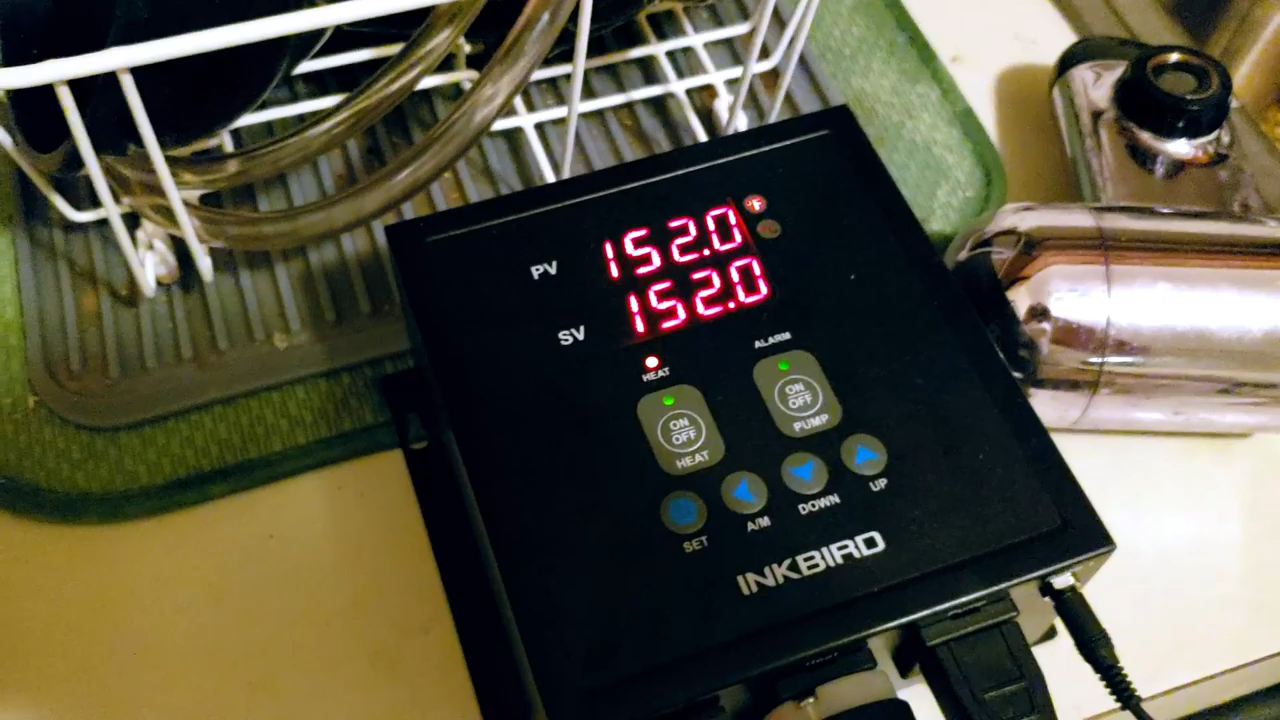 PV 152.0 °F
SV 152.0
HEAT ALARM
ON
OFF
HEAT
ON
OFF
PUMP
SET A/M DOWN UP
INKBIRD